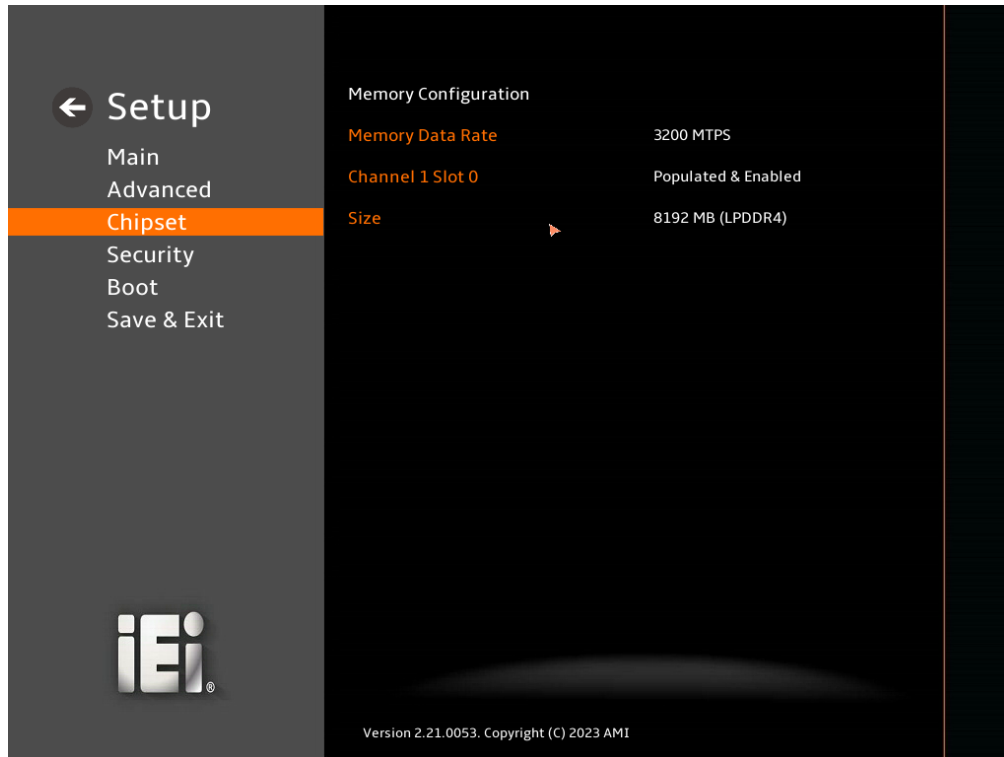 Setup
Main
Advanced
Chipset
Security
Boot
Save & Exit
iEi®
Memory Configuration
Memory Data Rate 3200 MTPS
Channel 1 Slot 0 Populated & Enabled
Size 8192 MB (LPDDR4)
Version 2.21.0053. Copyright (C) 2023 AMI